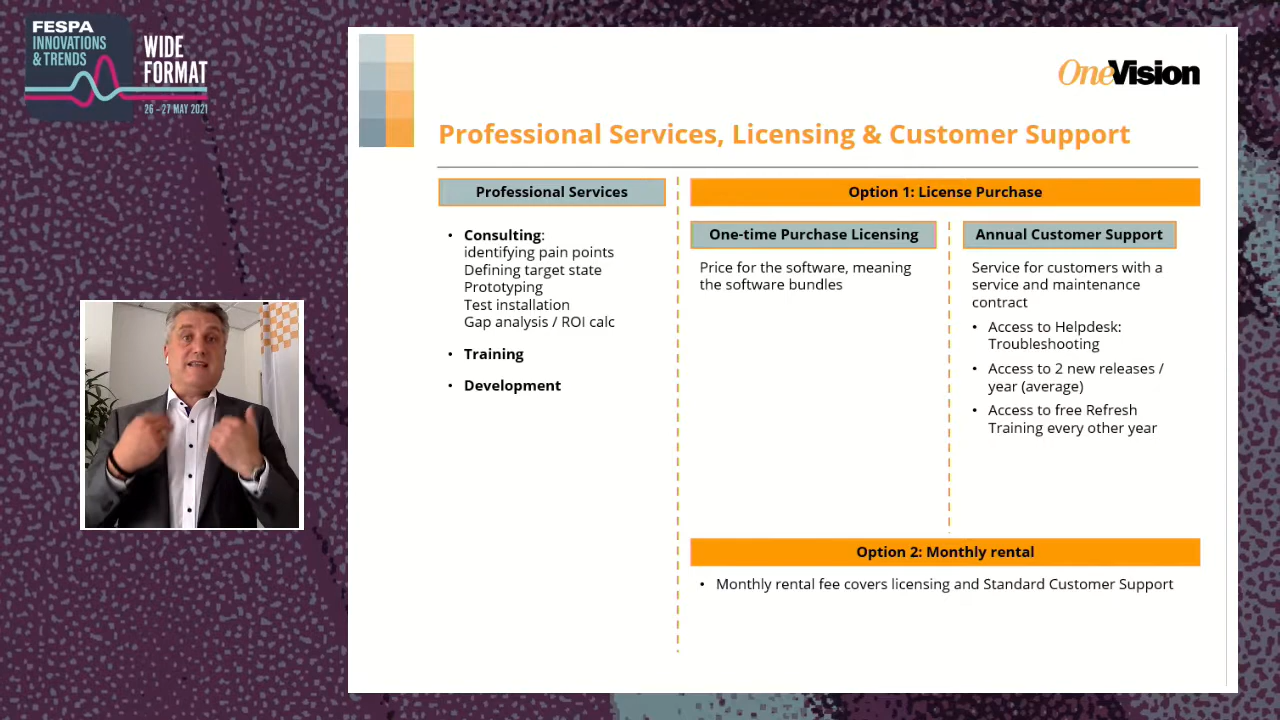 FESPA
INNOVATIONS
& TRENDS
WIDE
FORMAT
26 – 27 MAY 2021
OneVision
Professional Services, Licensing & Customer Support
Professional Services
• Consulting:
identifying pain points
Defining target state
Prototyping
Test installation
Gap analysis / ROI calc
• Training
• Development
Option 1: License Purchase
One-time Purchase Licensing
Price for the software, meaning
the software bundles
Annual Customer Support
Service for customers with a
service and maintenance
contract
• Access to Helpdesk:
Troubleshooting
• Access to 2 new releases /
year (average)
• Access to free Refresh
Training every other year
Option 2: Monthly rental
• Monthly rental fee covers licensing and Standard Customer Support